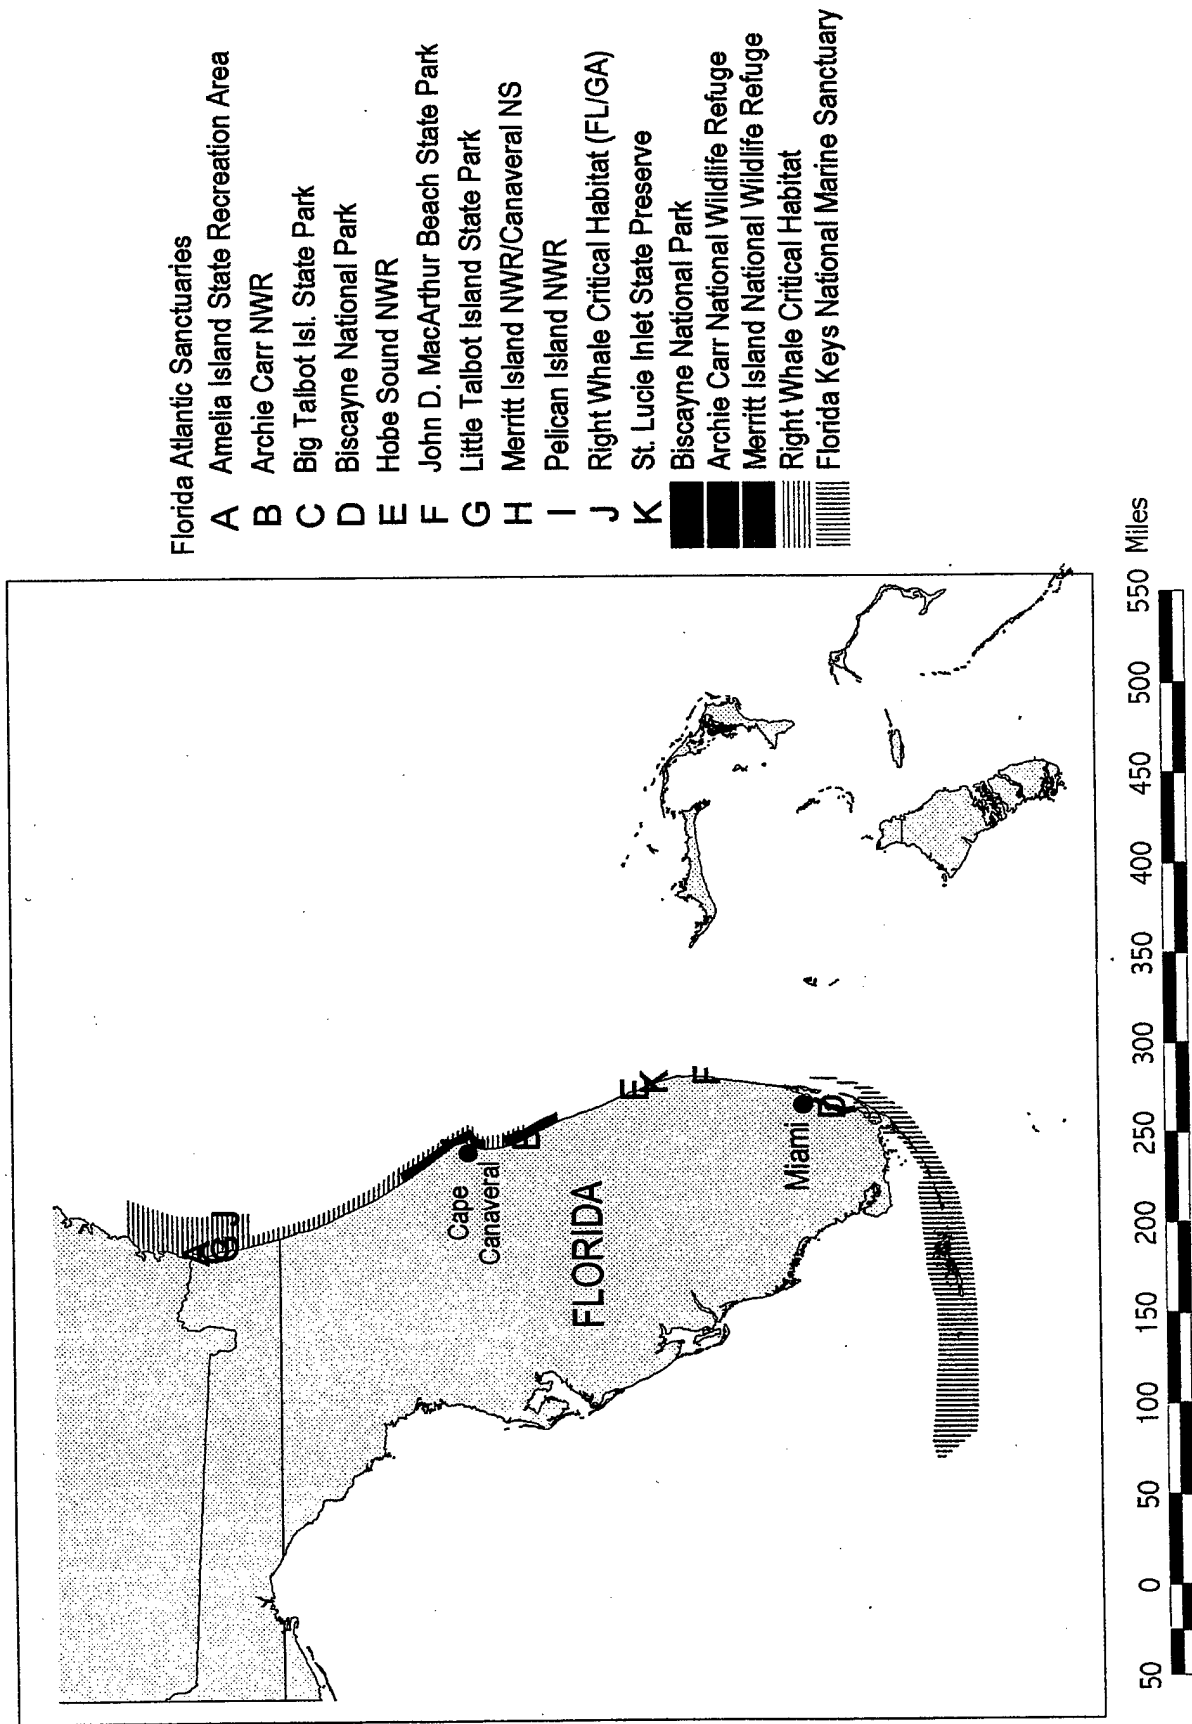 Florida Atlantic Sanctuaries
A Amelia Island State Recreation Area
B Archie Carr NWR
C Big Talbot Isl. State Park
D Biscayne National Park
E Hobe Sound NWR
F John D. MacArthur Beach State Park
G Little Talbot Island State Park
H Merritt Island NWR/Canaveral NS
I Pelican Island NWR
J Right Whale Critical Habitat (FL/GA)
K St. Lucie Inlet State Preserve
Biscayne National Park
Archie Carr National Wildlife Refuge
Merritt Island National Wildlife Refuge
Right Whale Critical Habitat
Florida Keys National Marine Sanctuary
A
G
J
Cape
Canaveral
B
FLORIDA
E
K
F
Miami
D
50 0 50 100 150 200 250 300 350 400 450 500 550 Miles